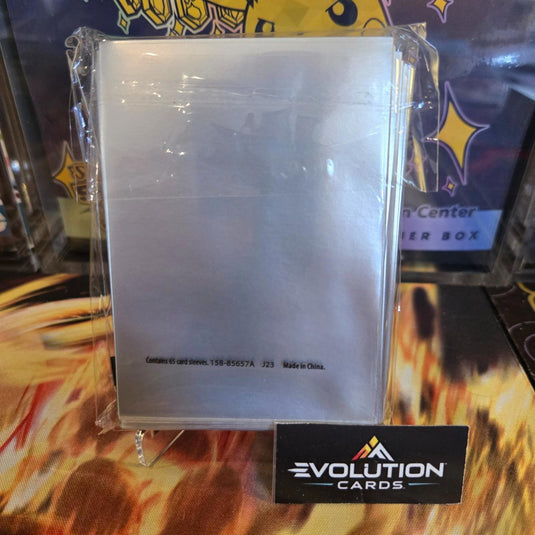 n Center
IER BOX
Contains 65 card sleeves. 158-85657A J23 Made in China.
EVOLUTION
CARDS